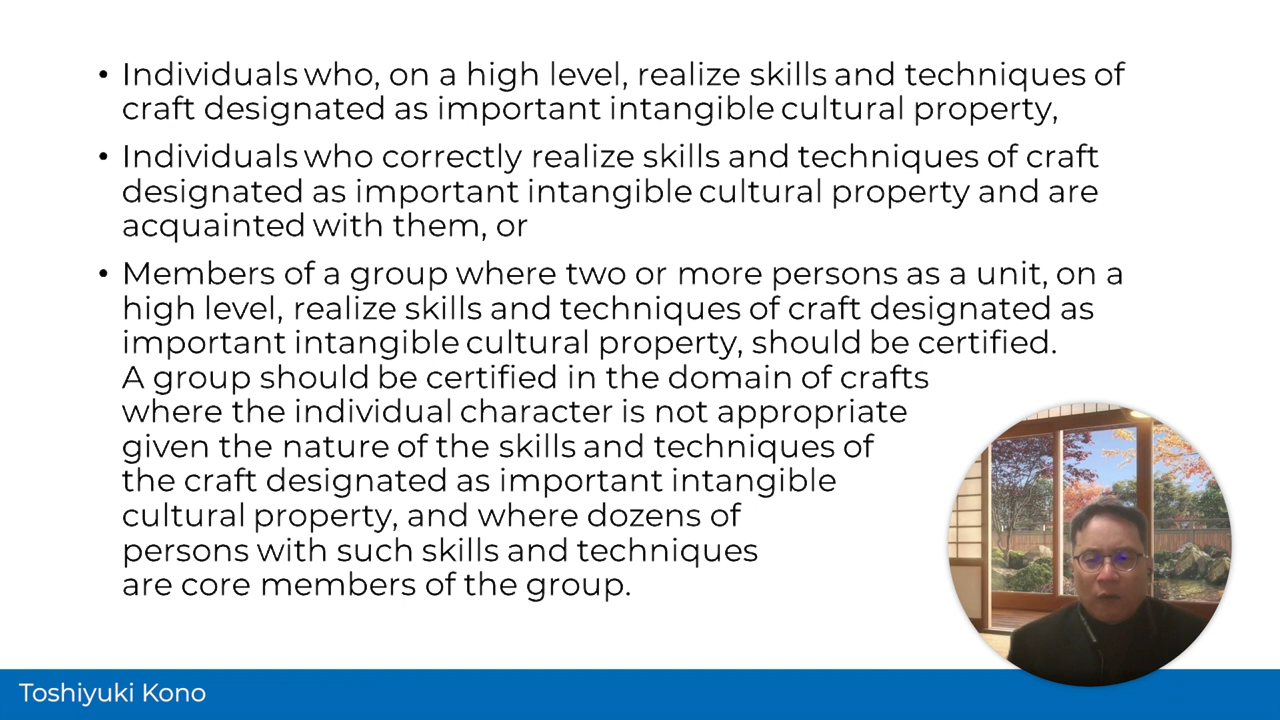 • Individuals who, on a high level, realize skills and techniques of
craft designated as important intangible cultural property,
• Individuals who correctly realize skills and techniques of craft
designated as important intangible cultural property and are
acquainted with them, or
• Members of a group where two or more persons as a unit, on a
high level, realize skills and techniques of craft designated as
important intangible cultural property, should be certified.
A group should be certified in the domain of crafts
where the individual character is not appropriate
given the nature of the skills and techniques of
the craft designated as important intangible
cultural property, and where dozens of
persons with such skills and techniques
are core members of the group.
Toshiyuki Kono